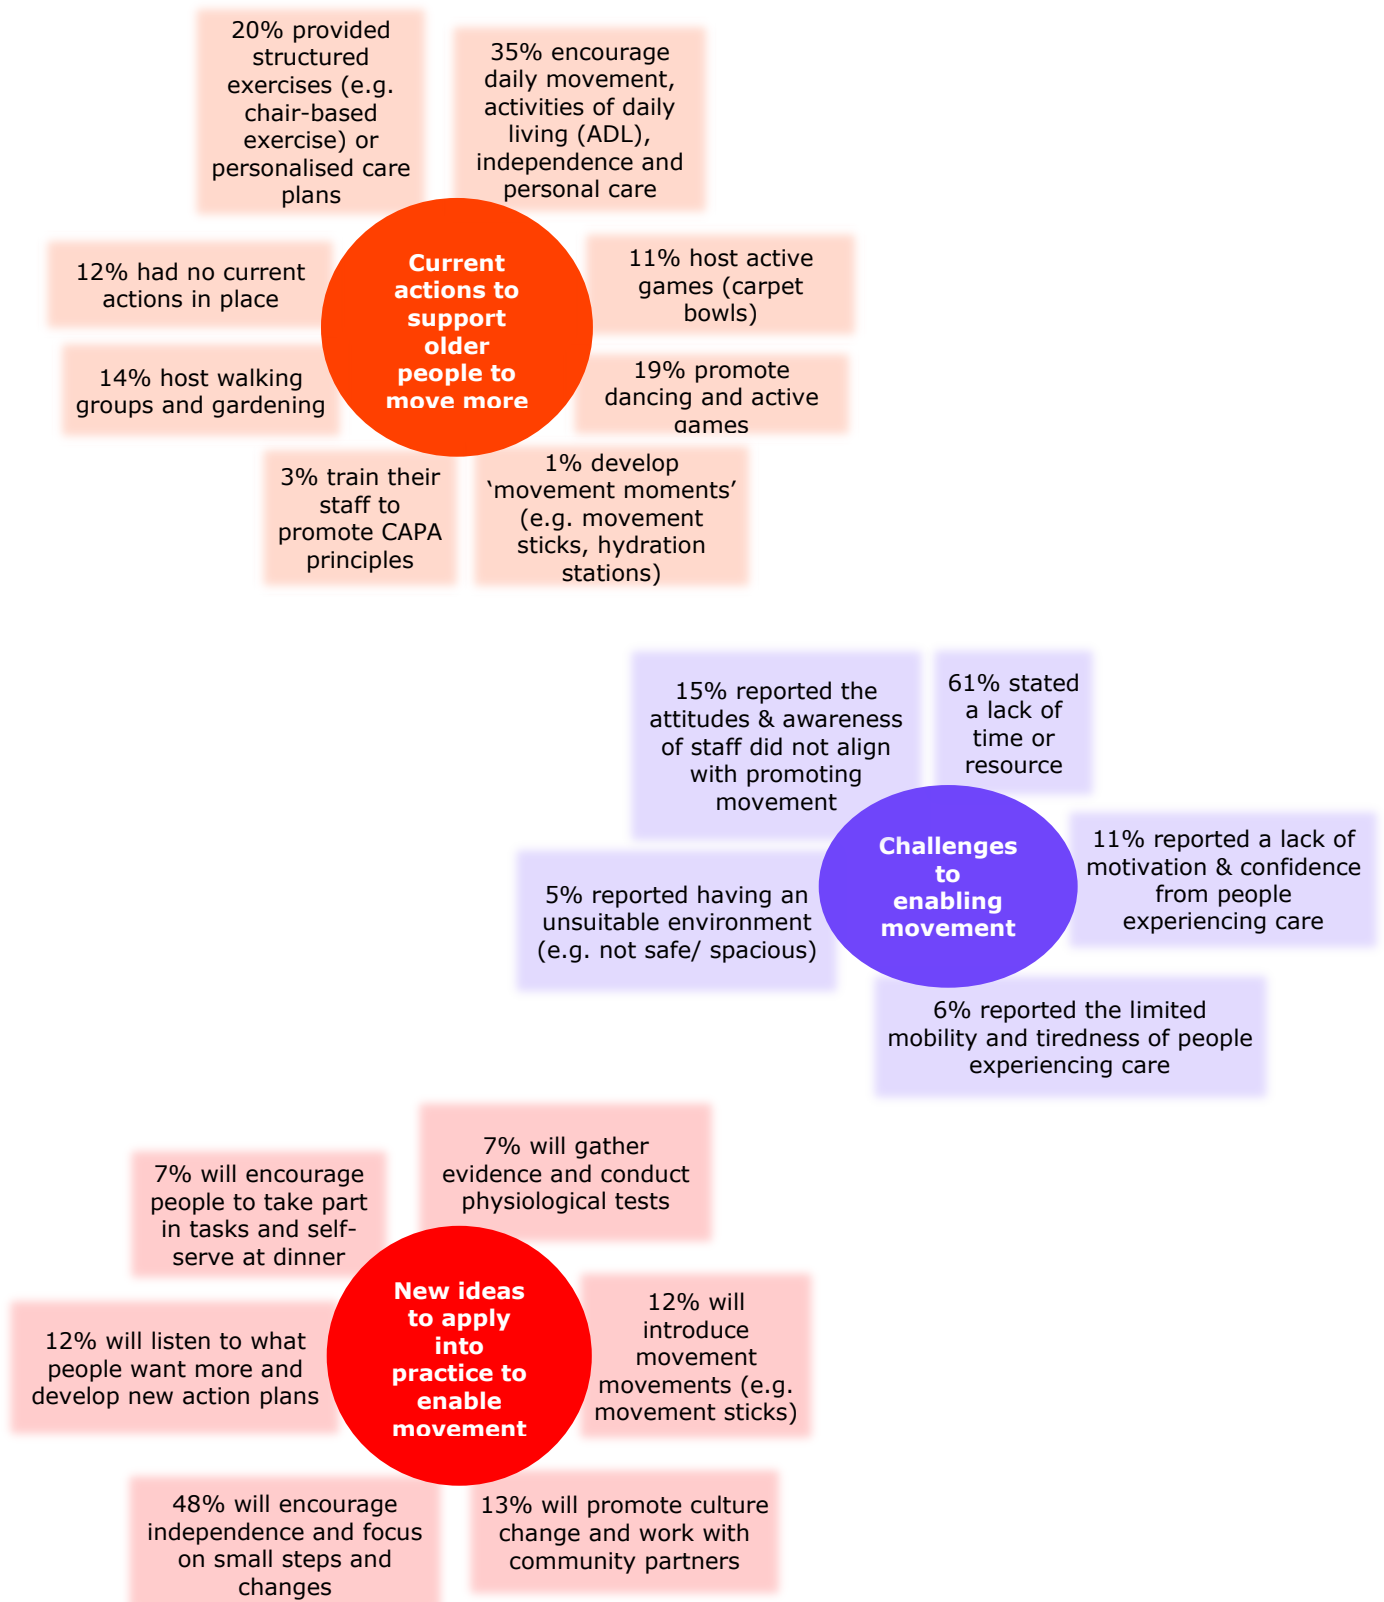 20% provided
structured
exercises (e.g.
chair-based
exercise) or
personalised care
plans
35% encourage
daily movement,
activities of daily
living (ADL),
independence and
personal care
12% had no current
actions in place
Current
actions to
support
older
people to
move more
11% host active
games (carpet
bowls)
14% host walking
groups and gardening
19% promote
dancing and active
games
3% train their
staff to
promote CAPA
principles
1% develop
‘movement moments’
(e.g. movement
sticks, hydration
stations)
15% reported the
attitudes & awareness
of staff did not align
with promoting
movement
61% stated
a lack of
time or
resource
5% reported having an
unsuitable environment
(e.g. not safe/ spacious)
Challenges
to
enabling
movement
11% reported a lack of
motivation & confidence
from people
experiencing care
6% reported the limited
mobility and tiredness of people
experiencing care
7% will encourage
people to take part
in tasks and self-
serve at dinner
7% will gather
evidence and conduct
physiological tests
12% will listen to what
people want more and
develop new action plans
New ideas
to apply
into
practice to
enable
movement
12% will
introduce
movement
movements (e.g.
movement sticks)
48% will encourage
independence and focus
on small steps and
changes
13% will promote culture
change and work with
community partners